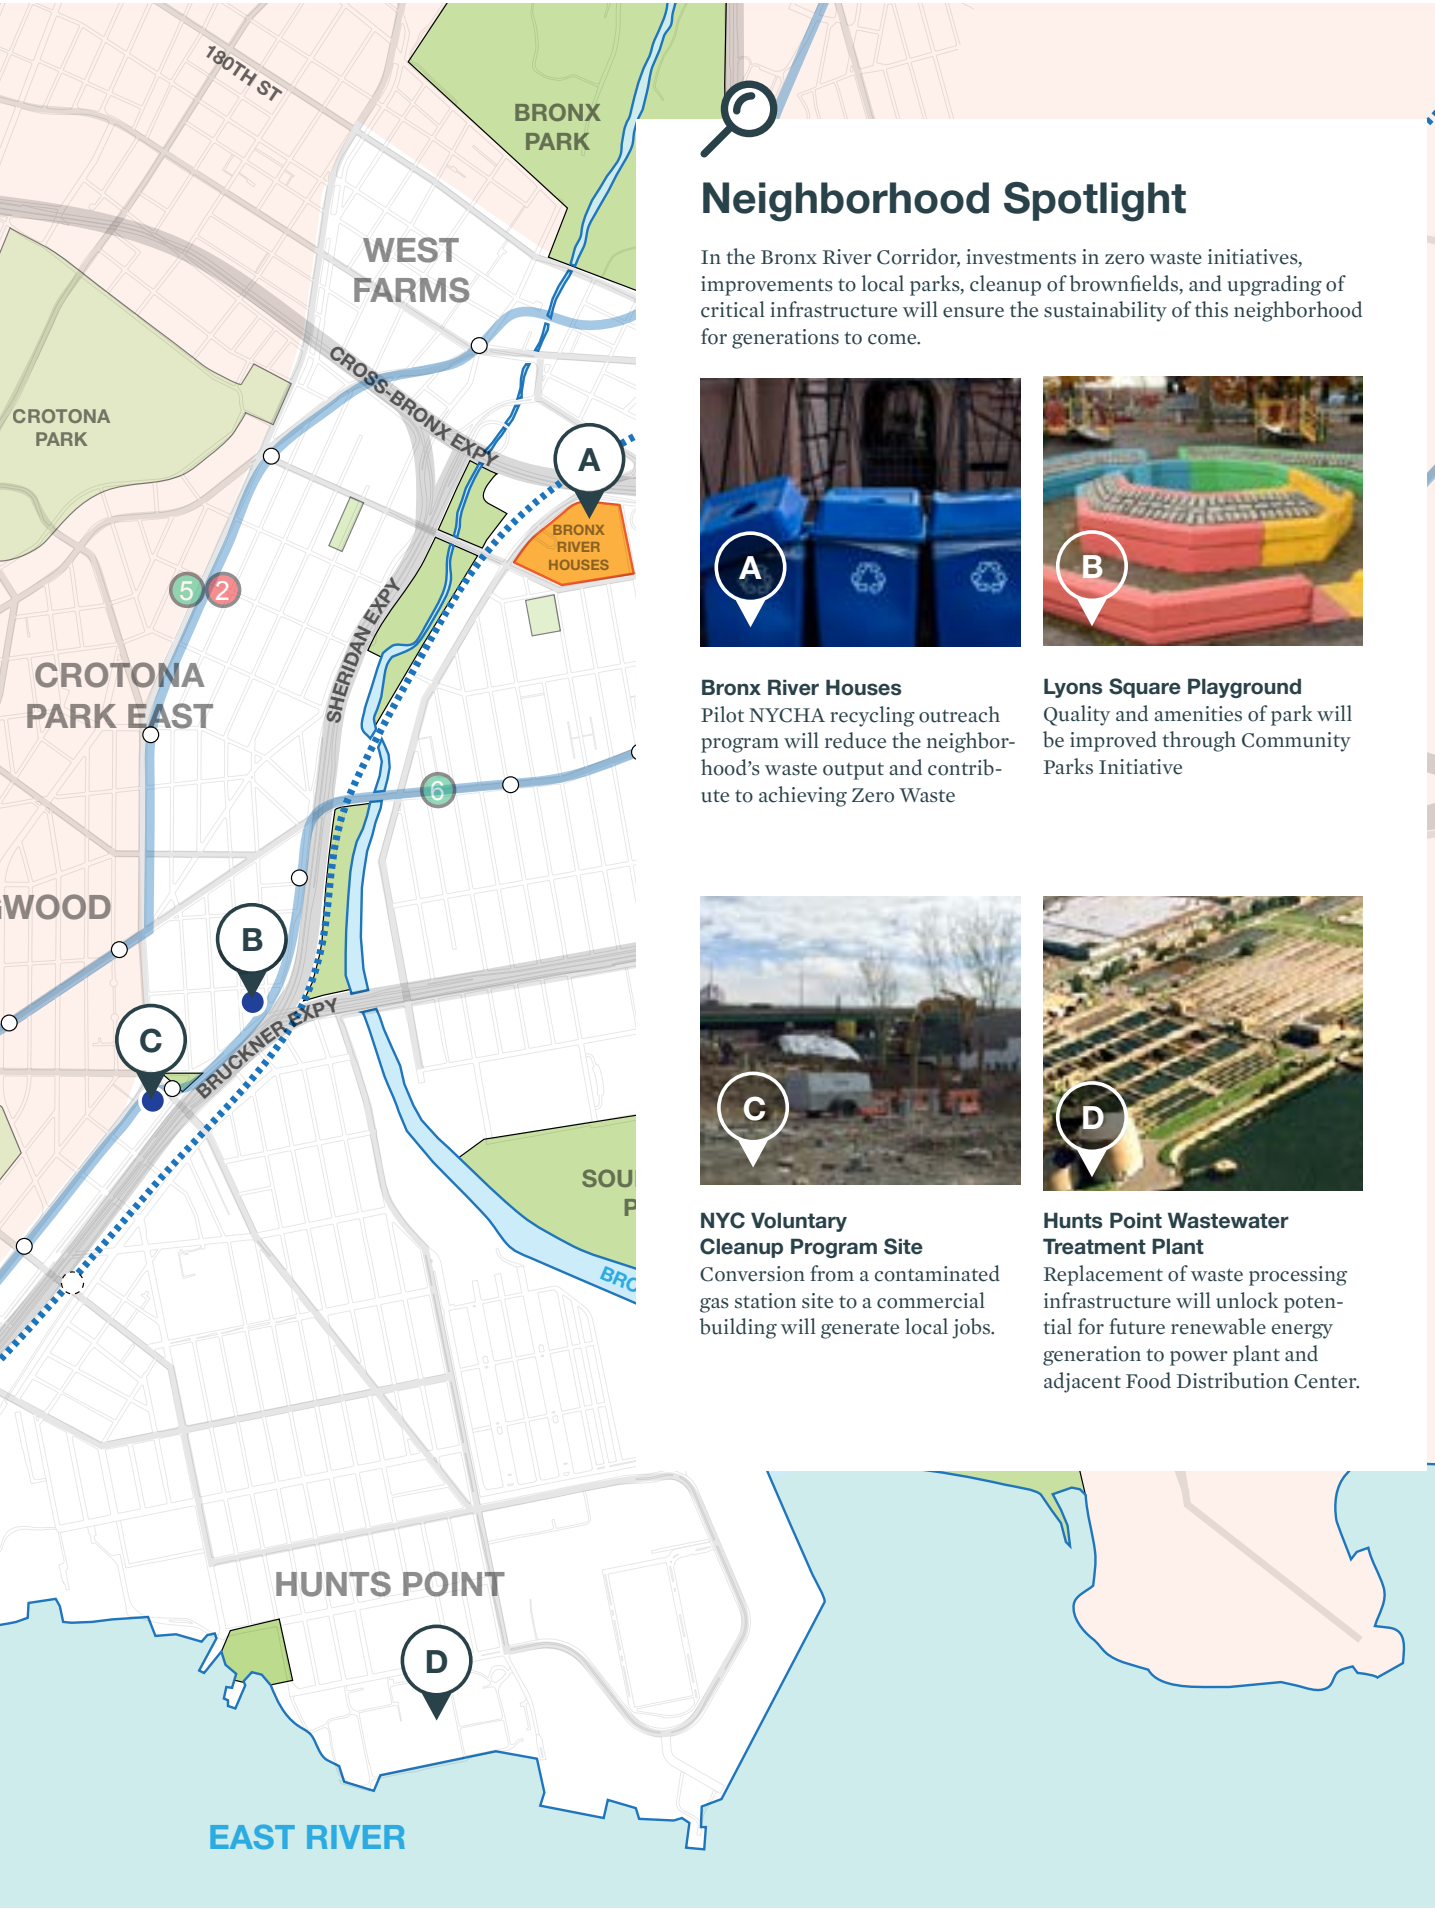 180TH ST
BRONX
PARK
WEST
FARMS
CROSS-BRONX EXPY
CROTONA
PARK
A
BRONX
RIVER
HOUSES
5 2
SHERIDAN EXPY
CROTONA
PARK EAST
6
GWOOD
B
C
BRUCKNER EXPY
SOU
P
BRO
HUNTS POINT
D
EAST RIVER
Neighborhood Spotlight
In the Bronx River Corridor, investments in zero waste initiatives,
improvements to local parks, cleanup of brownfields, and upgrading of
critical infrastructure will ensure the sustainability of this neighborhood
for generations to come.
A
Bronx River Houses
Pilot NYCHA recycling outreach
program will reduce the neighbor-
hood's waste output and contrib-
ute to achieving Zero Waste
B
Lyons Square Playground
Quality and amenities of park will
be improved through Community
Parks Initiative
C
NYC Voluntary
Cleanup Program Site
Conversion from a contaminated
gas station site to a commercial
building will generate local jobs.
D
Hunts Point Wastewater
Treatment Plant
Replacement of waste processing
infrastructure will unlock poten-
tial for future renewable energy
generation to power plant and
adjacent Food Distribution Center.